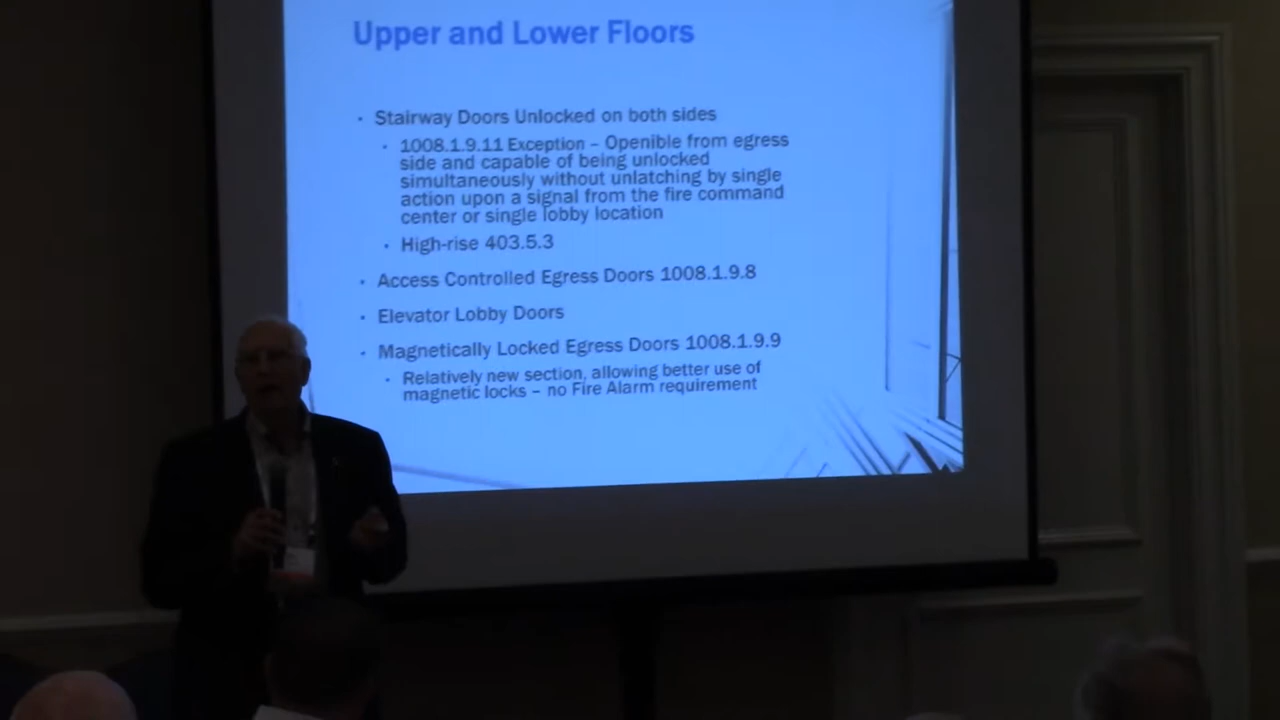 Upper and Lower Floors
· Stairway Doors Unlocked on both sides
· 1008.1.9.11 Exception – Openible from egress
side and capable of being unlocked
simultaneously without unlatching by single
action upon a signal from the fire command
center or single lobby location
· High-rise 403.5.3
· Access Controlled Egress Doors 1008.1.9.8
· Elevator Lobby Doors
· Magnetically Locked Egress Doors 1008.1.9.9
· Relatively new section, allowing better use of
magnetic locks – no Fire Alarm requirement